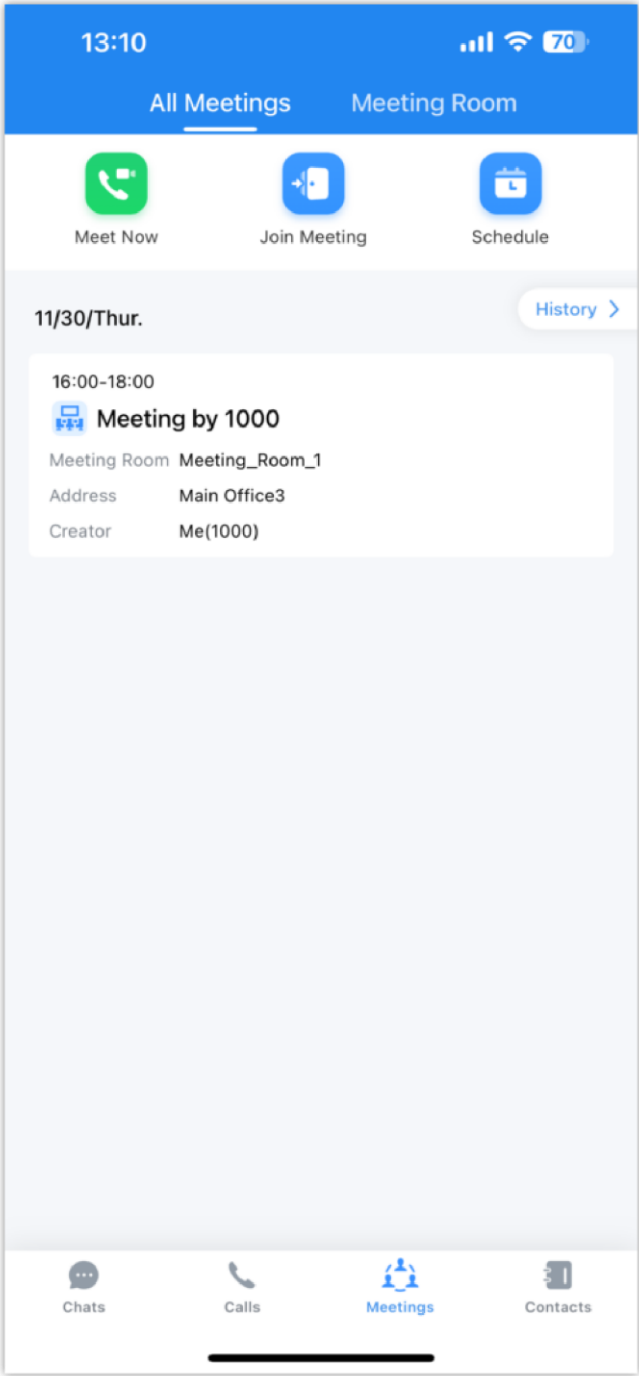 13:10 70
All Meetings Meeting Room
Meet Now Join Meeting Schedule
11/30/Thur. History
16:00-18:00
Meeting by 1000
Meeting Room Meeting_Room_1
Address Main Office3
Creator Me(1000)
Chats Calls Meetings Contacts